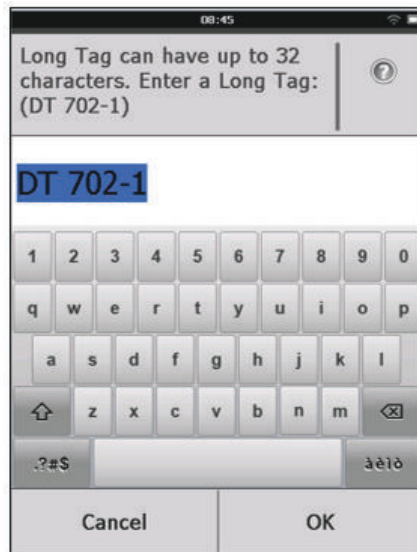 08:45
Long Tag can have up to 32
characters. Enter a Long Tag:
(DT 702-1)
?
DT 702-1
1 2 3 4 5 6 7 8 9 0
q w e r t y u i o p
a s d f g h j k l
z x c v b n m
.?#$ àèìò
Cancel OK